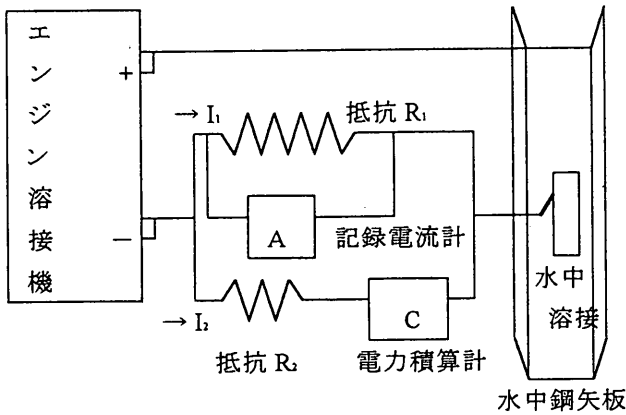 エンジン溶接機
+
−
→ I₁
抵抗 R₁
A
記録電流計
→ I₂
抵抗 R₂
C
電力積算計
水中
溶接
水中鋼矢板